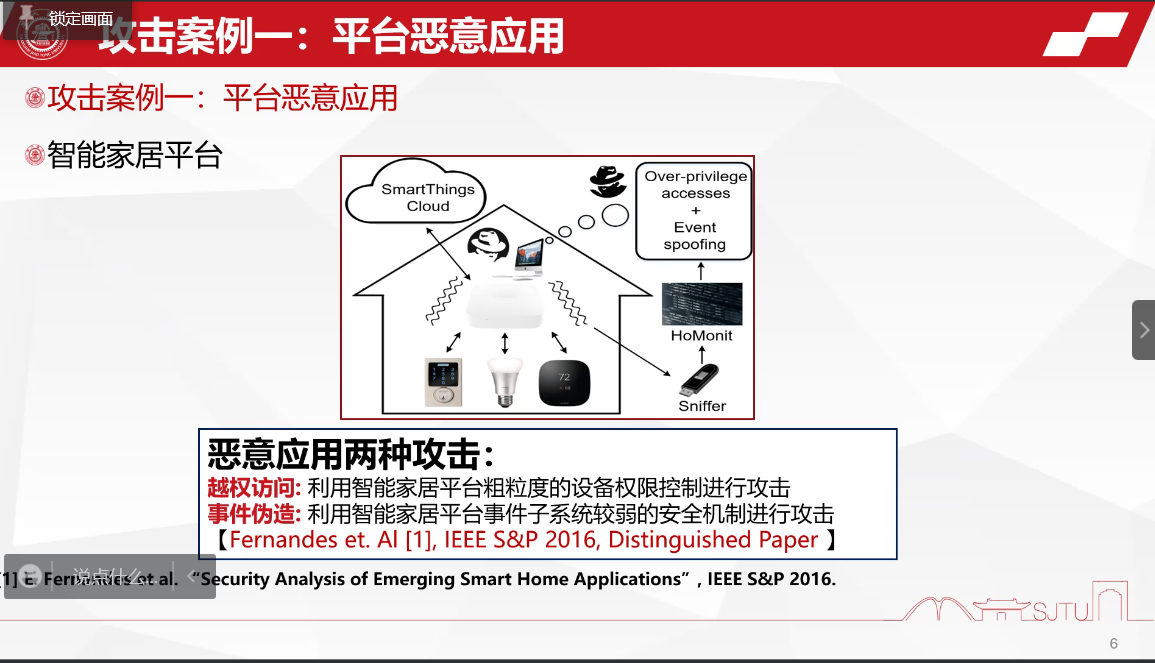 锁定画面
攻击案例一：平台恶意应用
攻击案例一：平台恶意应用
智能家居平台
SmartThings
Cloud
Over-privilege
accesses
+
Event
spoofing
HoMonit
72
Sniffer
恶意应用两种攻击：
越权访问: 利用智能家居平台粗粒度的设备权限控制进行攻击
事件伪造: 利用智能家居平台事件子系统较弱的安全机制进行攻击
【Fernandes et. Al [1], IEEE S&P 2016, Distinguished Paper 】
说点什么...
[1] E. Fernandes et al. “Security Analysis of Emerging Smart Home Applications”, IEEE S&P 2016.
SJTU
6